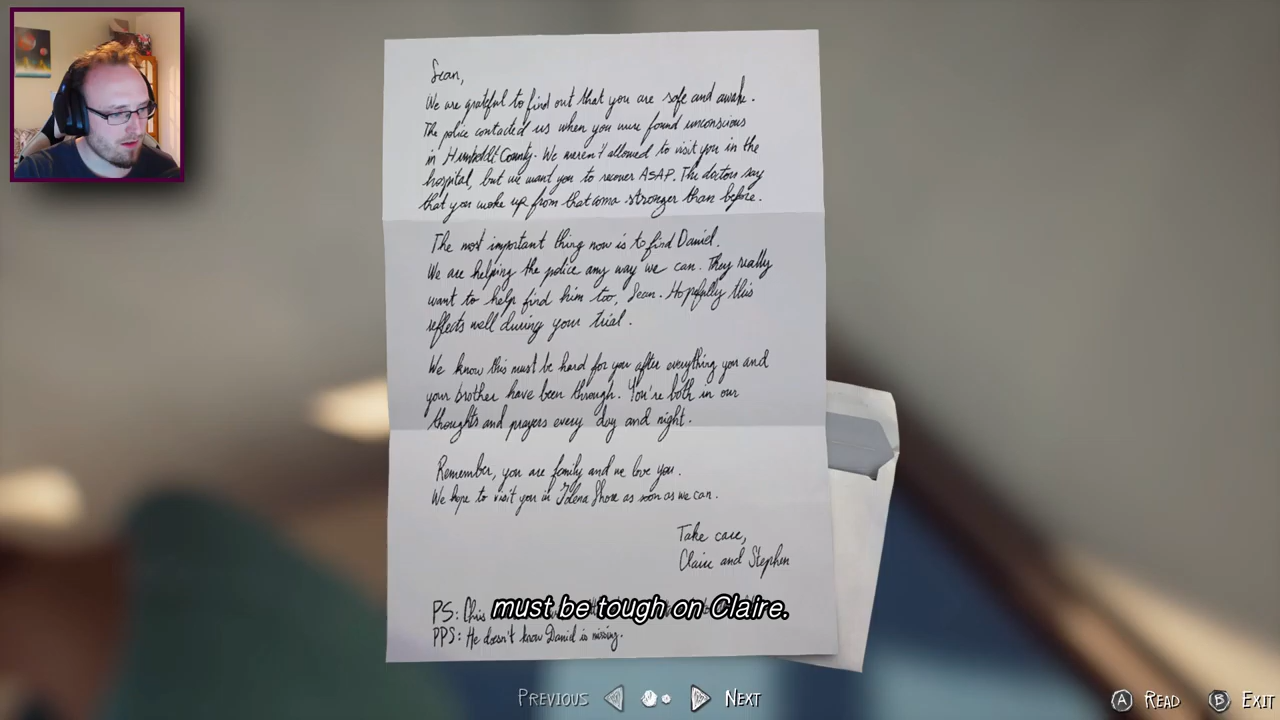 Sean,
We are grateful to find out that you are safe and awake.
The police contacted us when you were found unconscious
in Humboldt County. We weren't allowed to visit you in the
hospital, but we want you to recover ASAP. The doctors say
that you woke up from that coma stronger than before.
The most important thing now is to find Daniel.
We are helping the police any way we can. They really
want to help find him too, Sean. Hopefully this
reflects well during your trial.
We know this must be hard for you after everything you and
your brother have been through. You're both in our
thoughts and prayers every day and night.
Remember, you are family and we love you.
We hope to visit you in Shore as soon as we can.
Take care,
Claire and Stephen
PS: Chris
must be tough on Claire.
PPS: He doesn't know Daniel is missing.
PREVIOUS NEXT
A READ B EXIT